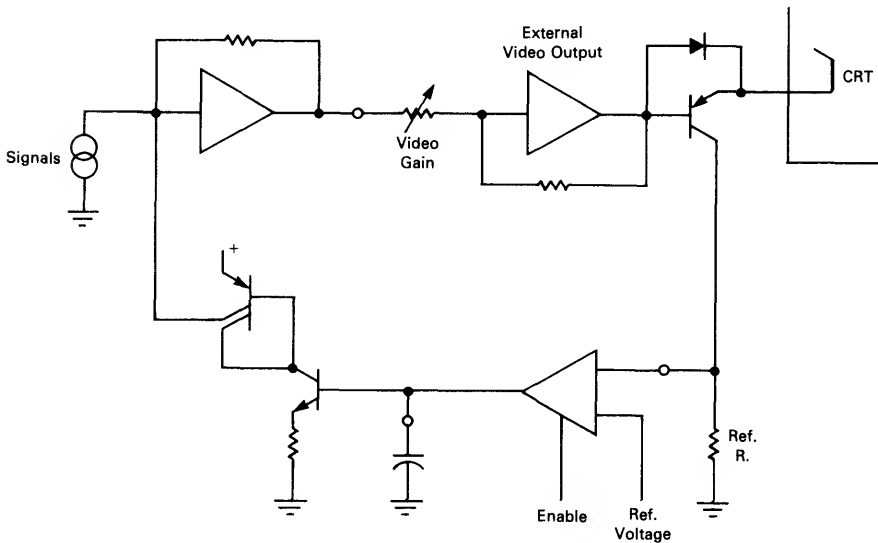 External
Video Output
CRT
Signals
Video
Gain
+
Ref.
R.
Enable
Ref.
Voltage